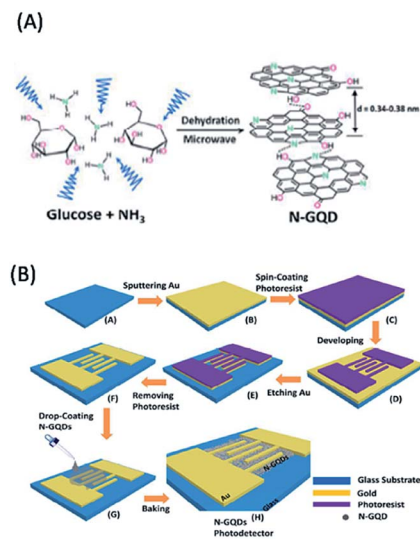 (A)
Dehydration
Microwave
d = 0.34-0.38 nm
Glucose + NH₃
N-GQD
(B)
Sputtering Au
Spin-Coating
Photoresist
(A)
(B)
(C)
Developing
(F)
Removing
Photoresist
(E)
Etching Au
(D)
Drop-Coating
N-GQDs
(G)
Baking
N-GQDs
Au
Glass
(H)
N-GQDs
Photodetector
Glass Substrate
Gold
Photoresist
N-GQD